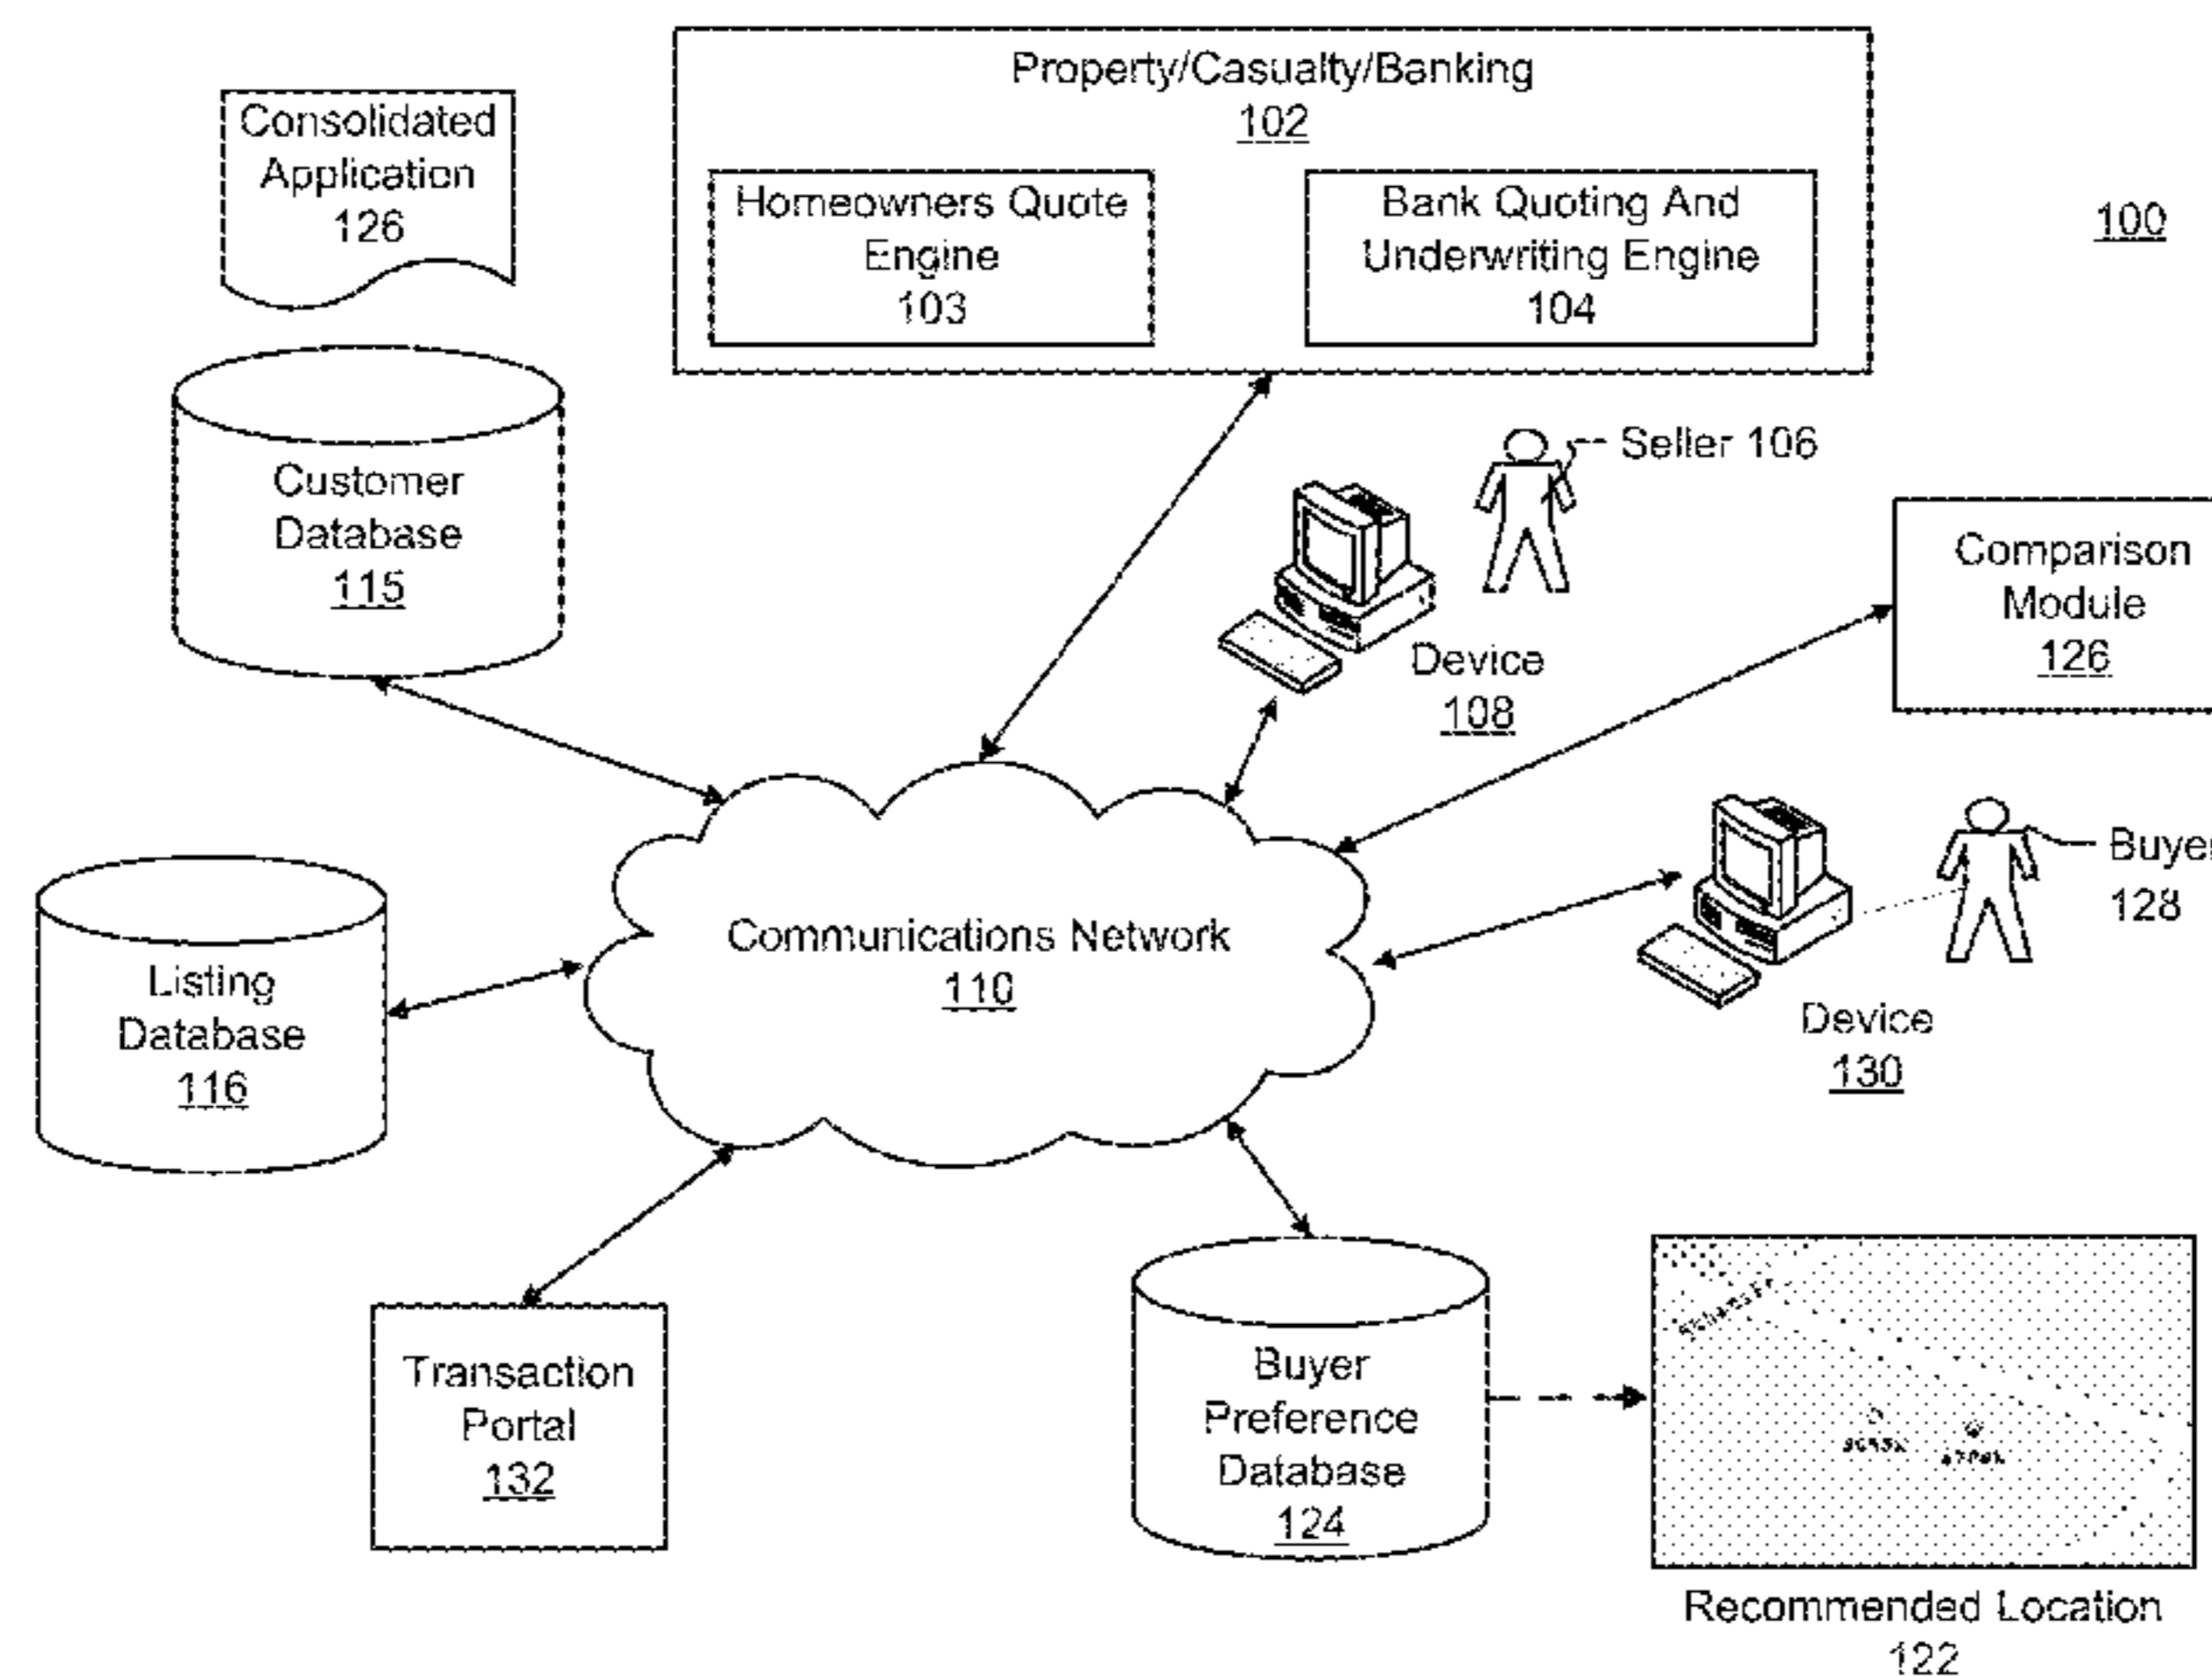 Property/Casualty/Banking
102
Consolidated
Application
126
Homeowners Quote
Engine
103
Bank Quoting And
Underwriting Engine
104
100
Customer
Database
115
Seller 106
Device
108
Comparison
Module
126
Buyer
128
Device
130
Communications Network
110
Listing
Database
116
Transaction
Portal
132
Buyer
Preference
Database
124
Recommended Location
122